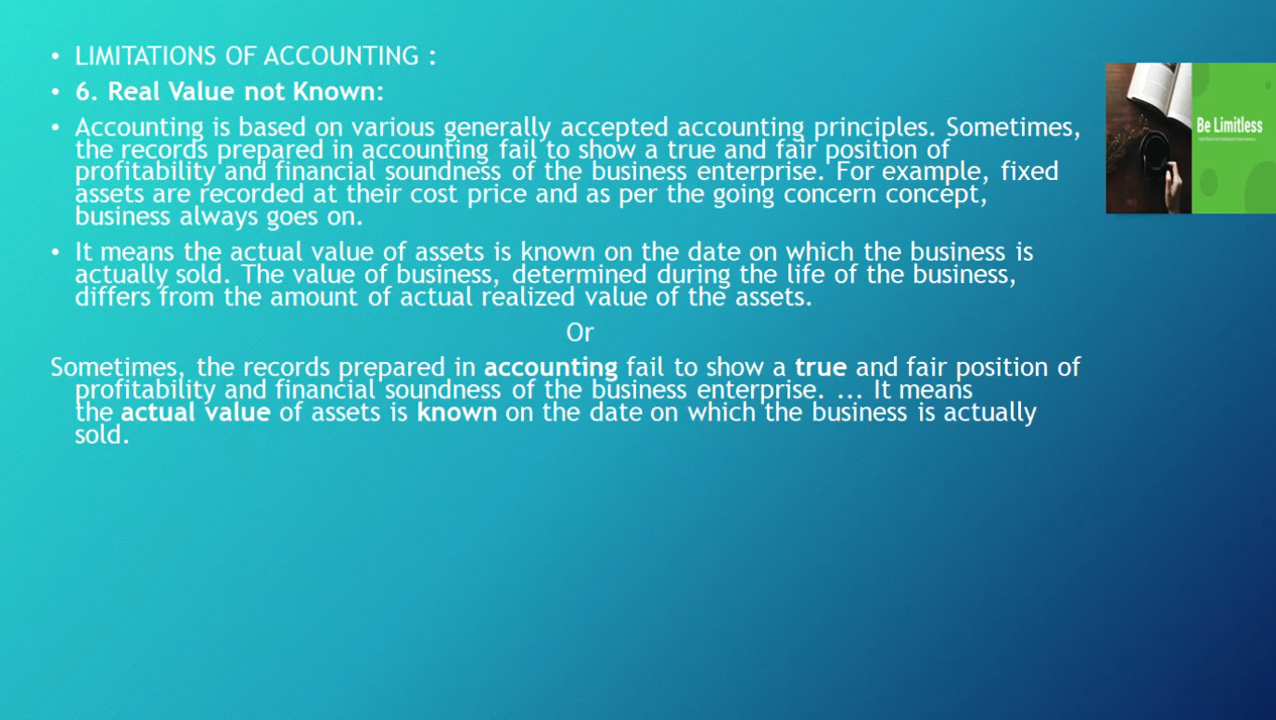 • LIMITATIONS OF ACCOUNTING :
• 6. Real Value not Known:
• Accounting is based on various generally accepted accounting principles. Sometimes,
the records prepared in accounting fail to show a true and fair position of
profitability and financial soundness of the business enterprise. For example, fixed
assets are recorded at their cost price and as per the going concern concept,
business always goes on.
• It means the actual value of assets is known on the date on which the business is
actually sold. The value of business, determined during the life of the business,
differs from the amount of actual realized value of the assets.
Or
Sometimes, the records prepared in accounting fail to show a true and fair position of
profitability and financial soundness of the business enterprise. ... It means
the actual value of assets is known on the date on which the business is actually
sold.
Be Limitless